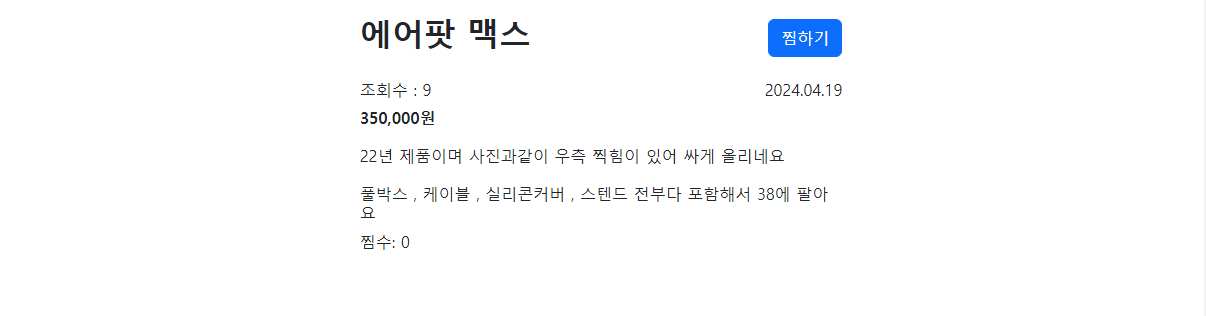 에어팟 맥스
찜하기
조회수 : 9
2024.04.19
350,000원
22년 제품이며 사진과같이 우측 찍힘이 있어 싸게 올리네요
풀박스 , 케이블 , 실리콘커버 , 스텐드 전부다 포함해서 38에 팔아
요
찜수: 0